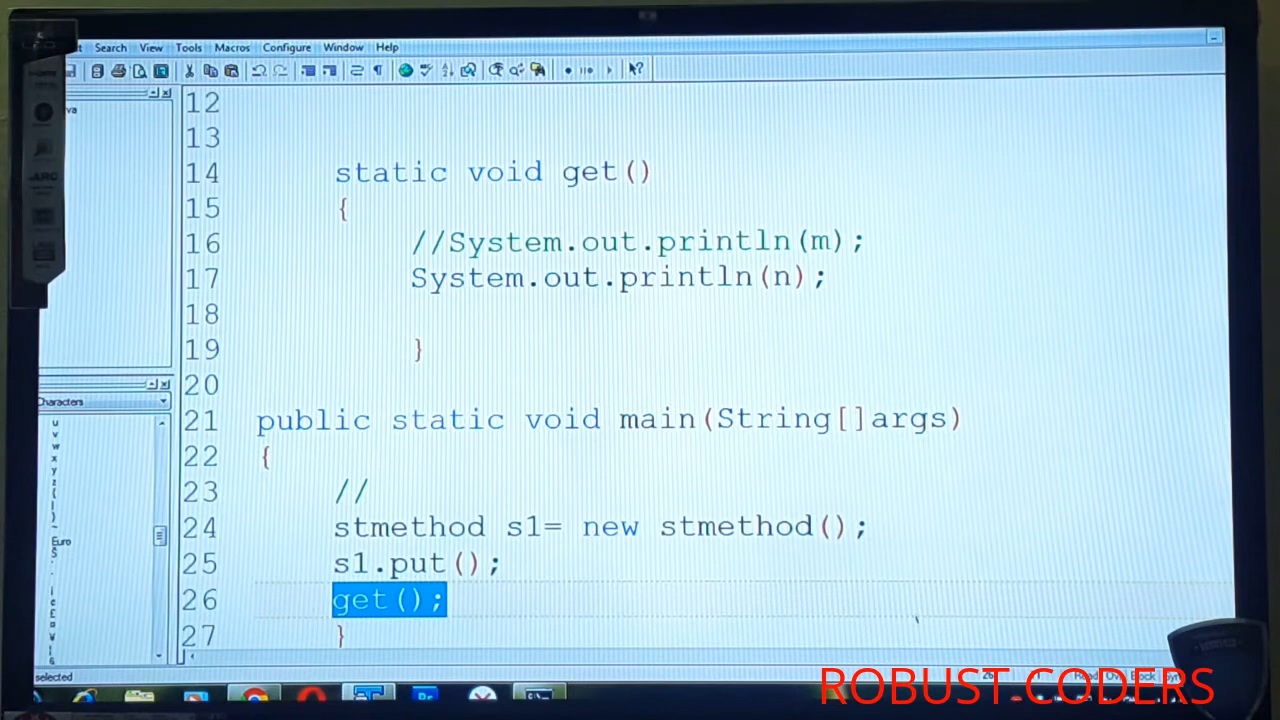 Search View Tools Macros Configure Window Help
va
12
13
14 static void get()
15 {
16 //System.out.println(m);
17 System.out.println(n);
18
19 }
20
21 public static void main(String[]args)
22 {
23 //
24 stmethod s1= new stmethod();
25 s1.put();
26 get();
27 }
Characters
u
v
w
x
y
z
{
|
}
~
Euro
selected
ROBUST CODERS